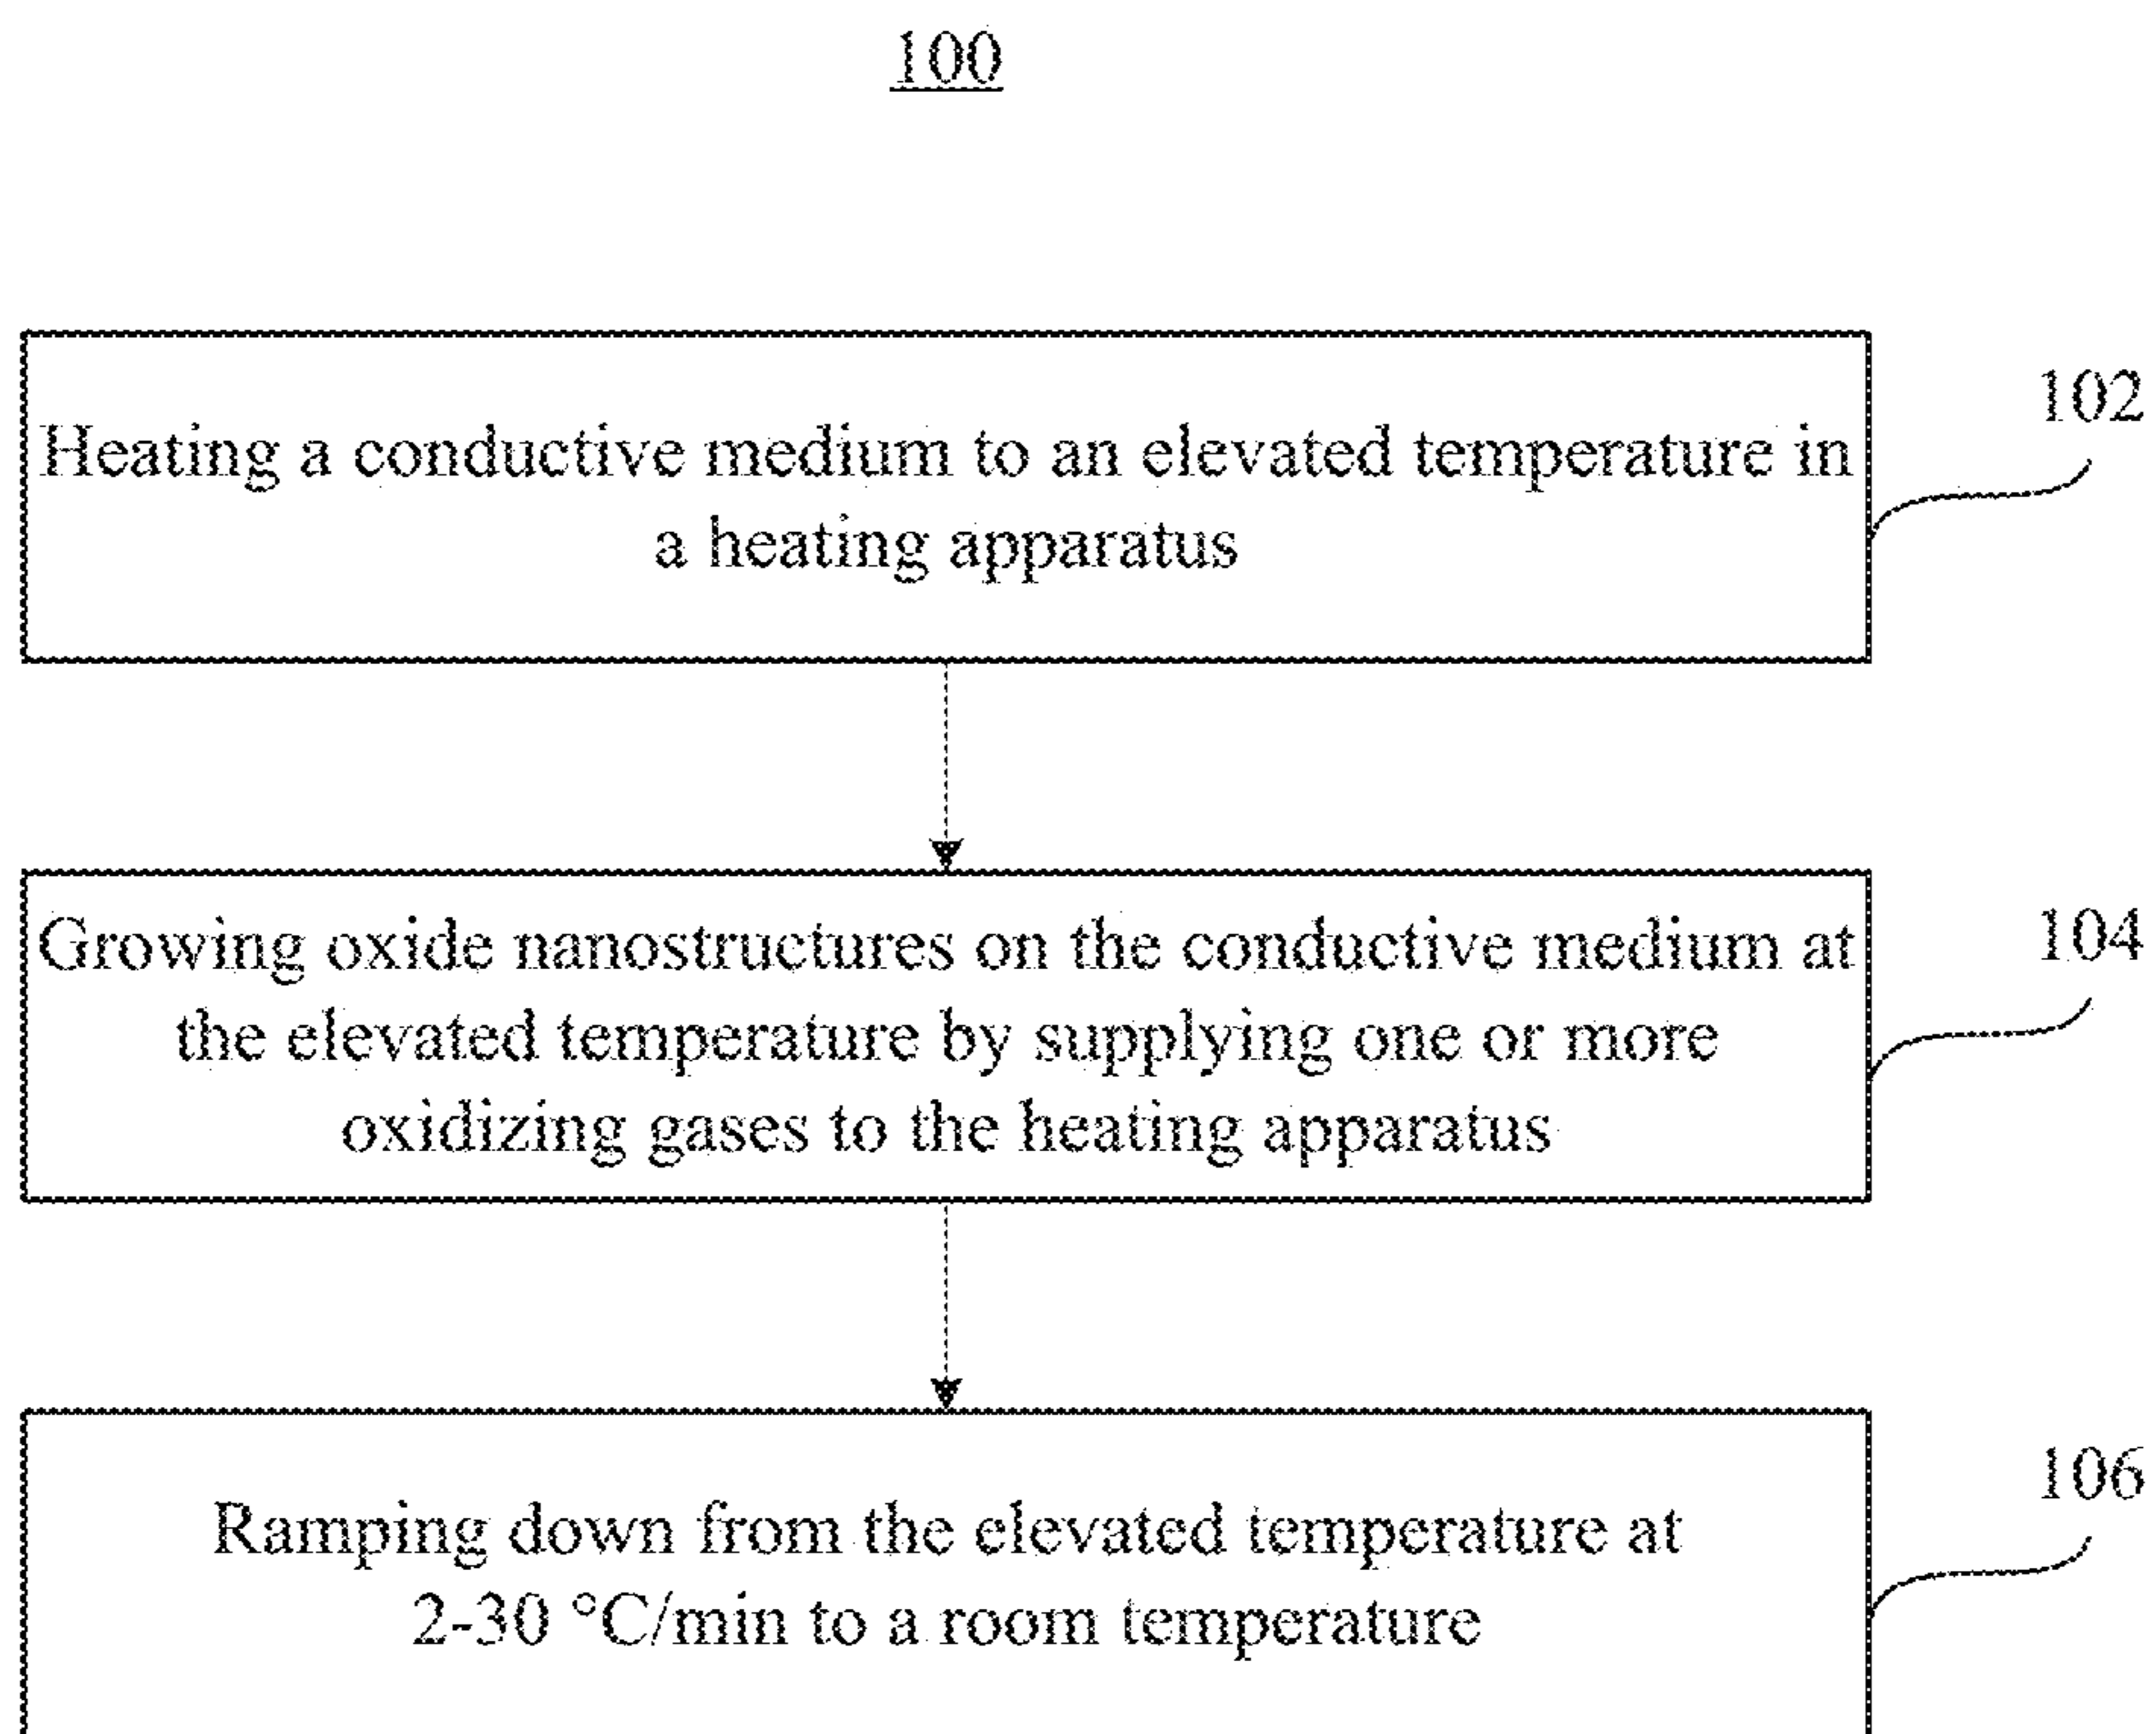 100
Heating a conductive medium to an elevated temperature in
a heating apparatus
102
Growing oxide nanostructures on the conductive medium at
the elevated temperature by supplying one or more
oxidizing gases to the heating apparatus
104
Ramping down from the elevated temperature at
2-30 °C/min to a room temperature
106